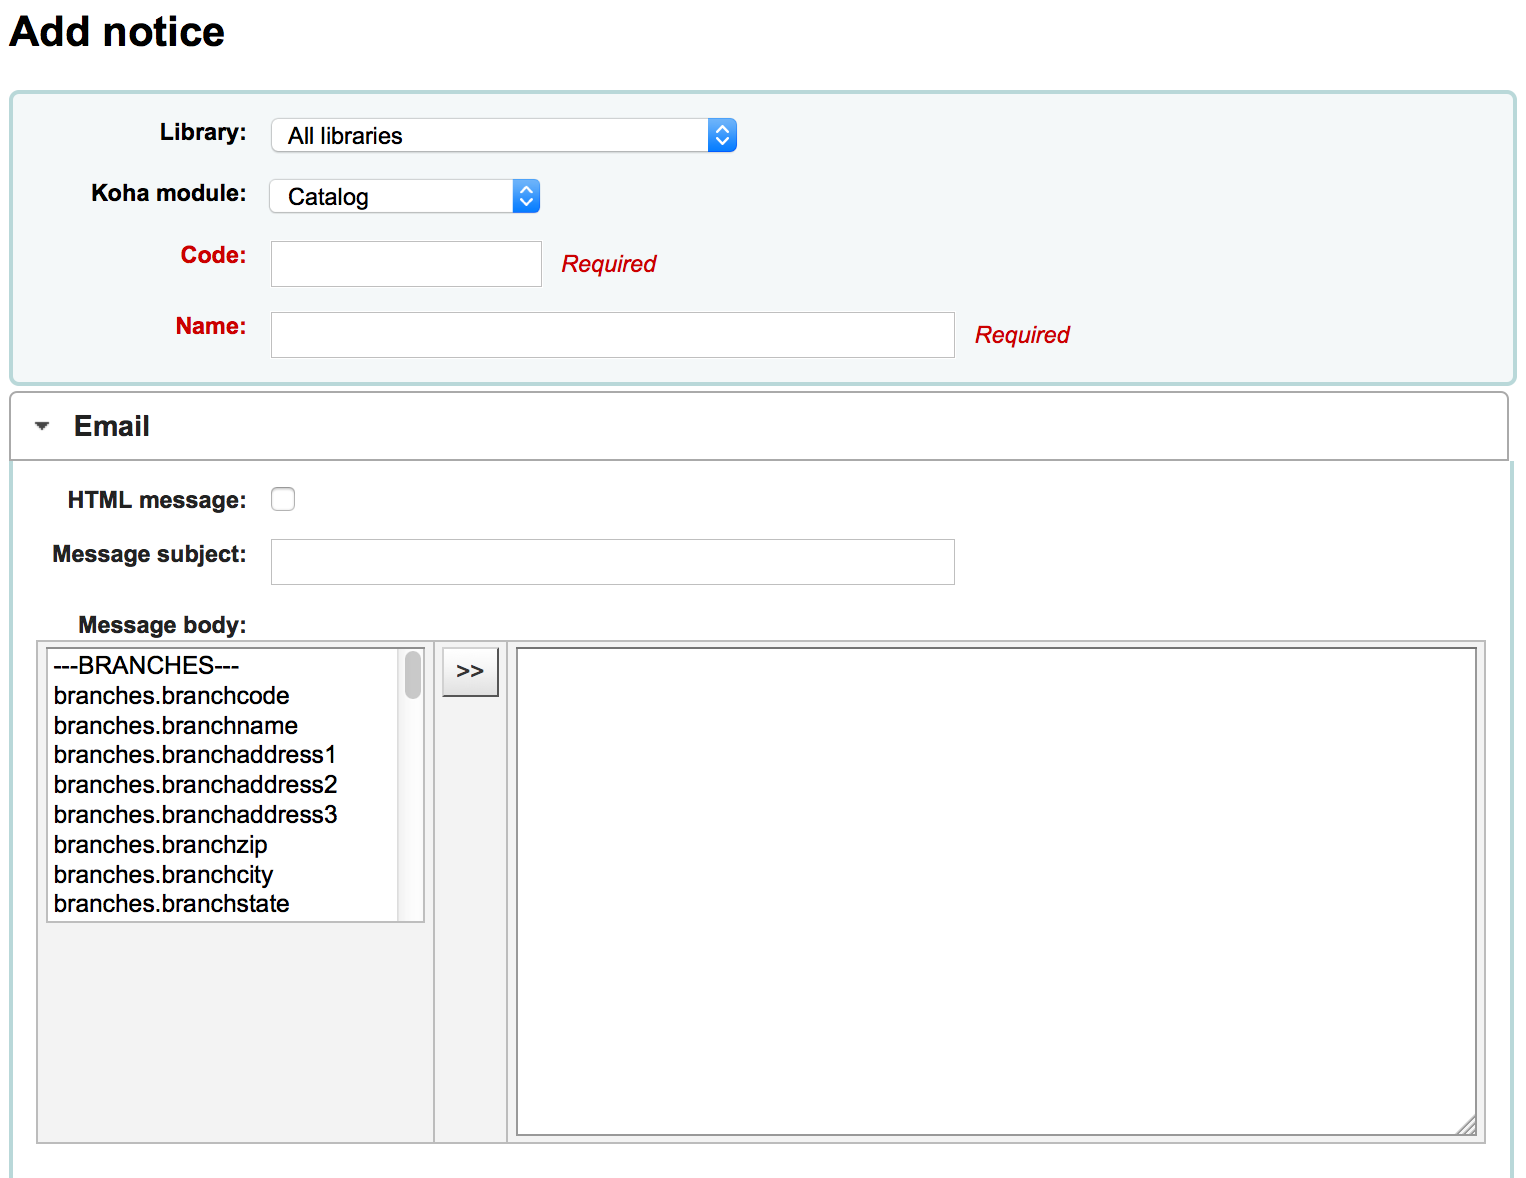 Add notice
Library: All libraries
Koha module: Catalog
Code: Required
Name: Required
Email
HTML message:
Message subject:
Message body:
---BRANCHES---
>>
branches.branchcode
branches.branchname
branches.branchaddress1
branches.branchaddress2
branches.branchaddress3
branches.branchzip
branches.branchcity
branches.branchstate